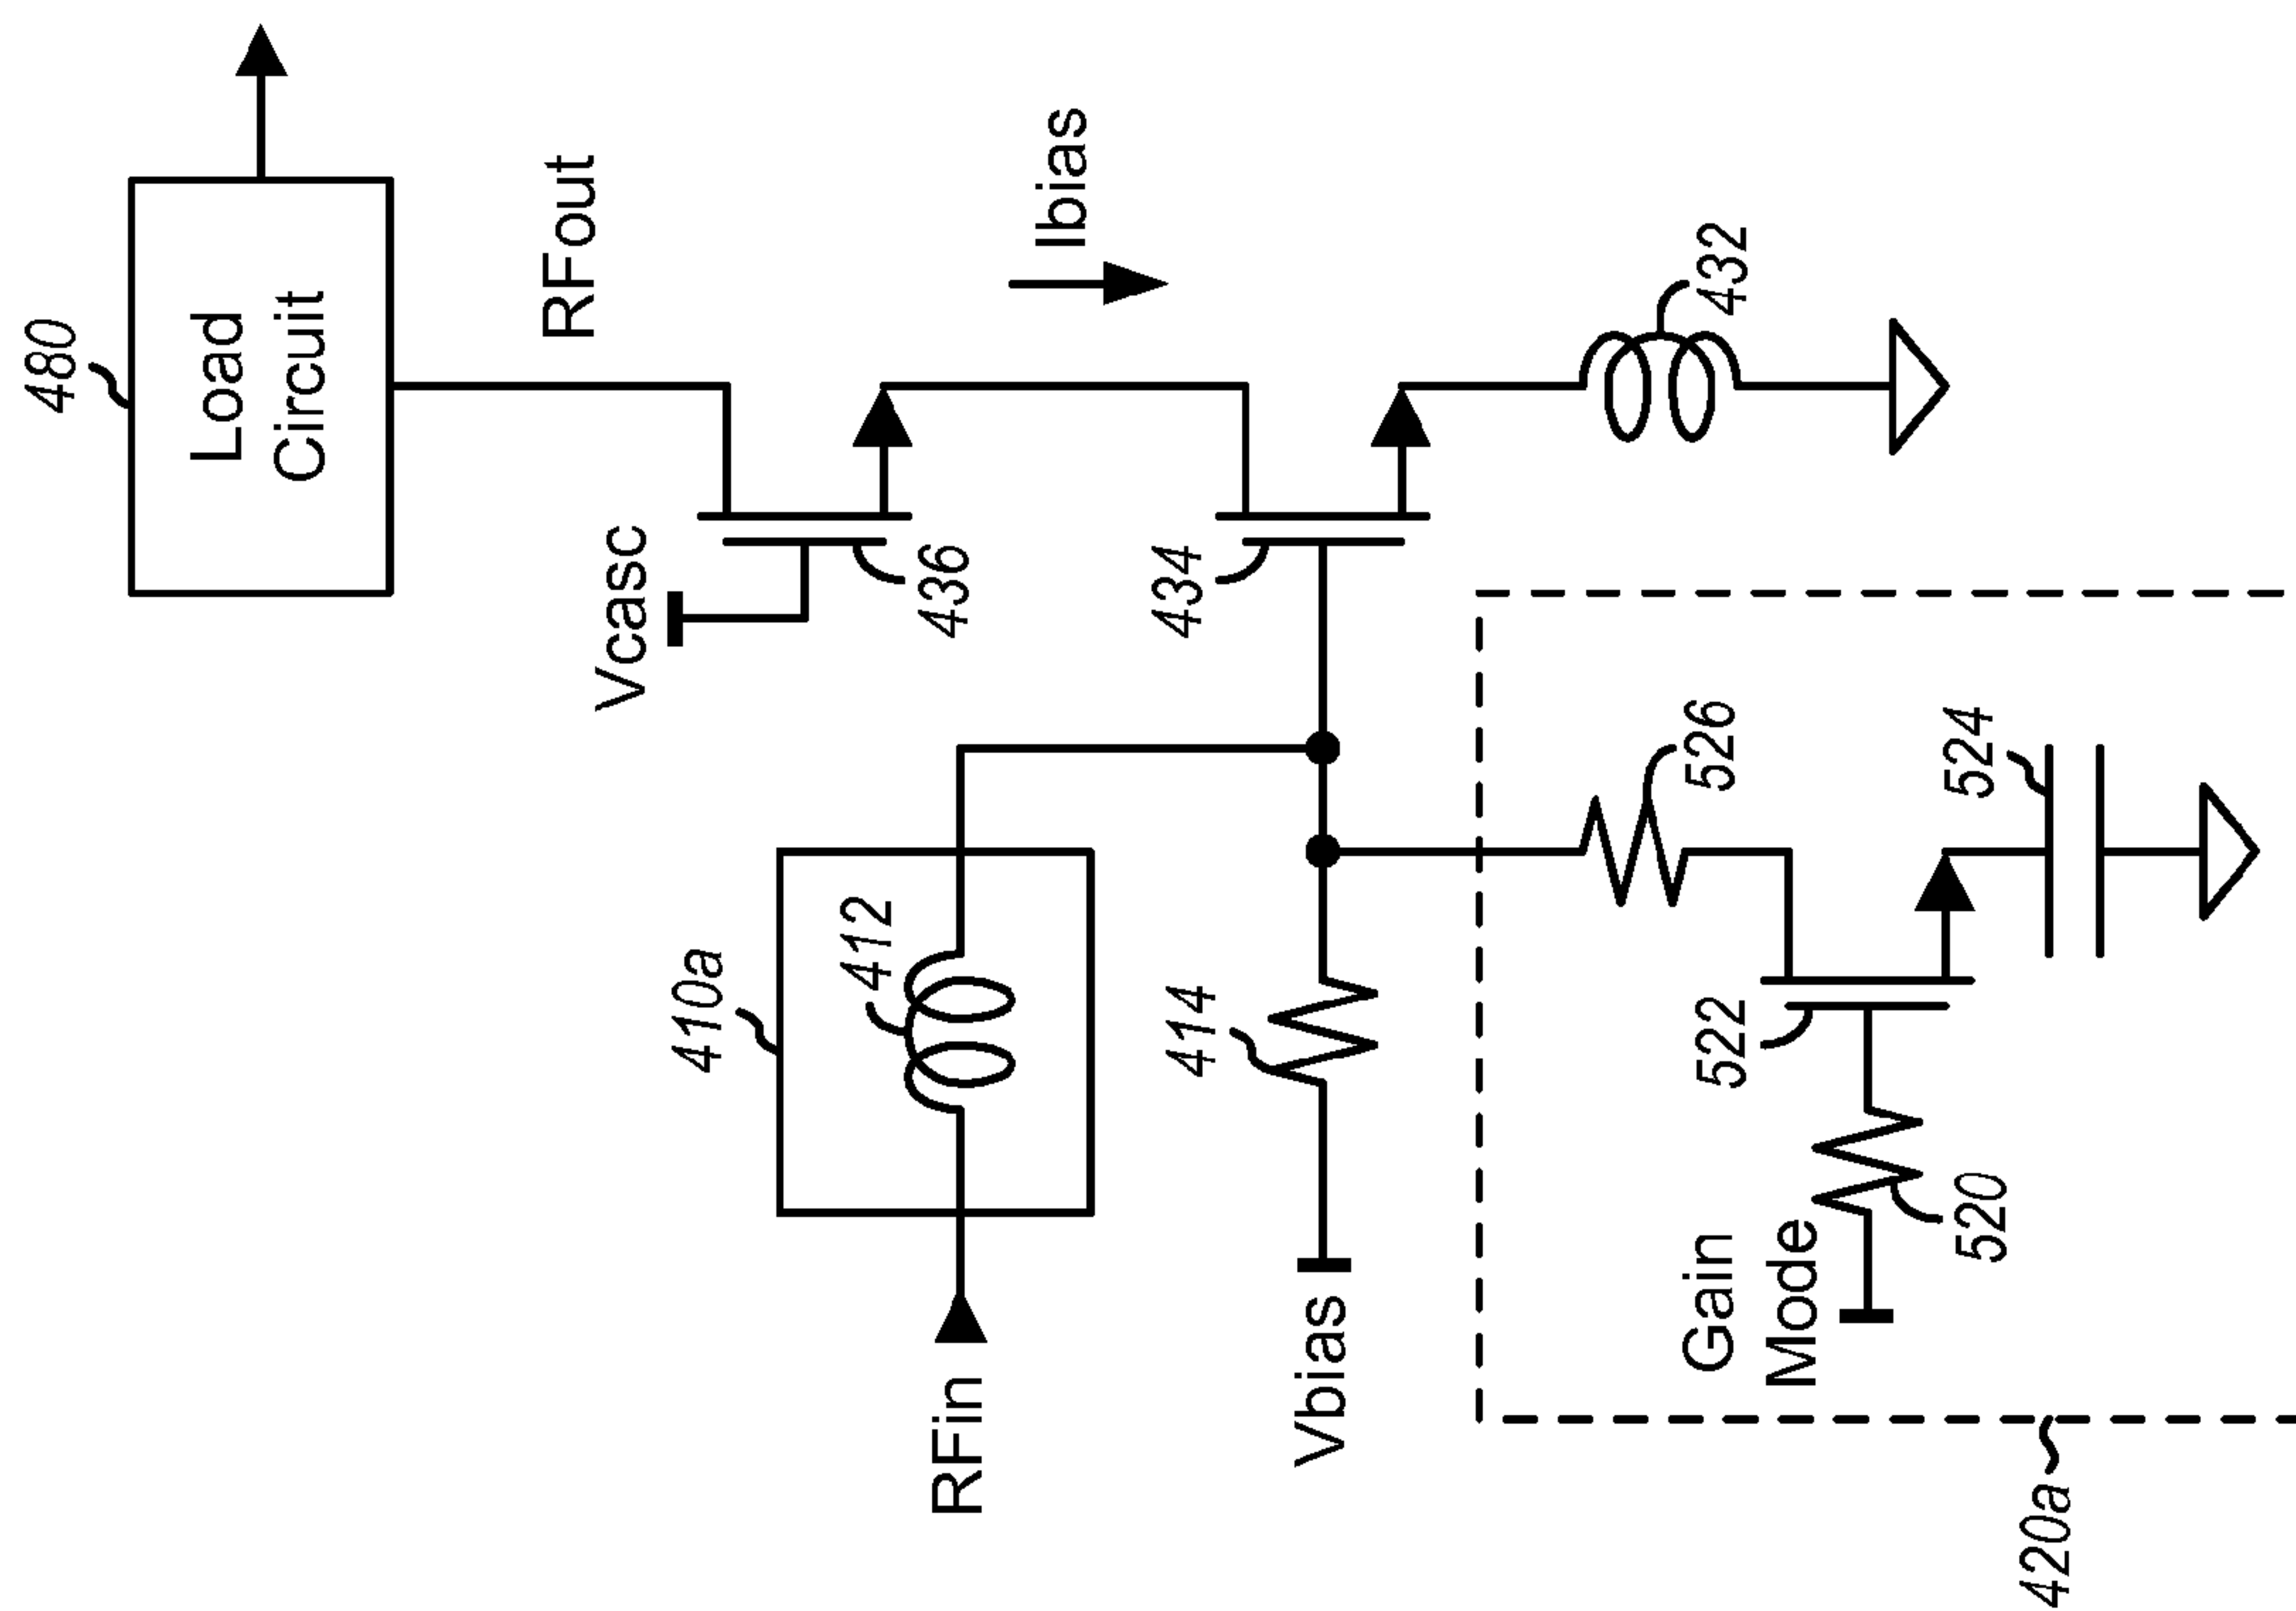 480
Load
Circuit
RFout
Ibias
Vcasc
436
434
432
410a
412
RFin
414
Vbias
526
524
522
520
Gain
Mode
420a